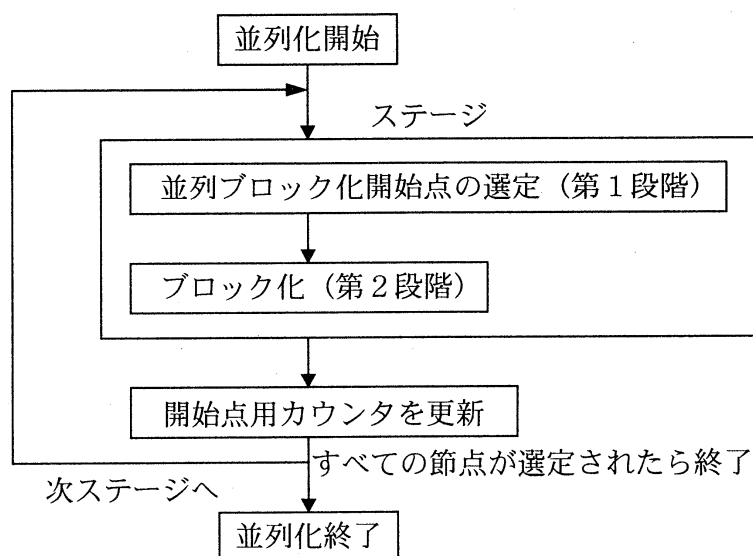 並列化開始
ステージ
並列ブロック化開始点の選定（第１段階）
ブロック化（第２段階）
開始点用カウンタを更新
すべての節点が選定されたら終了
次ステージへ
並列化終了